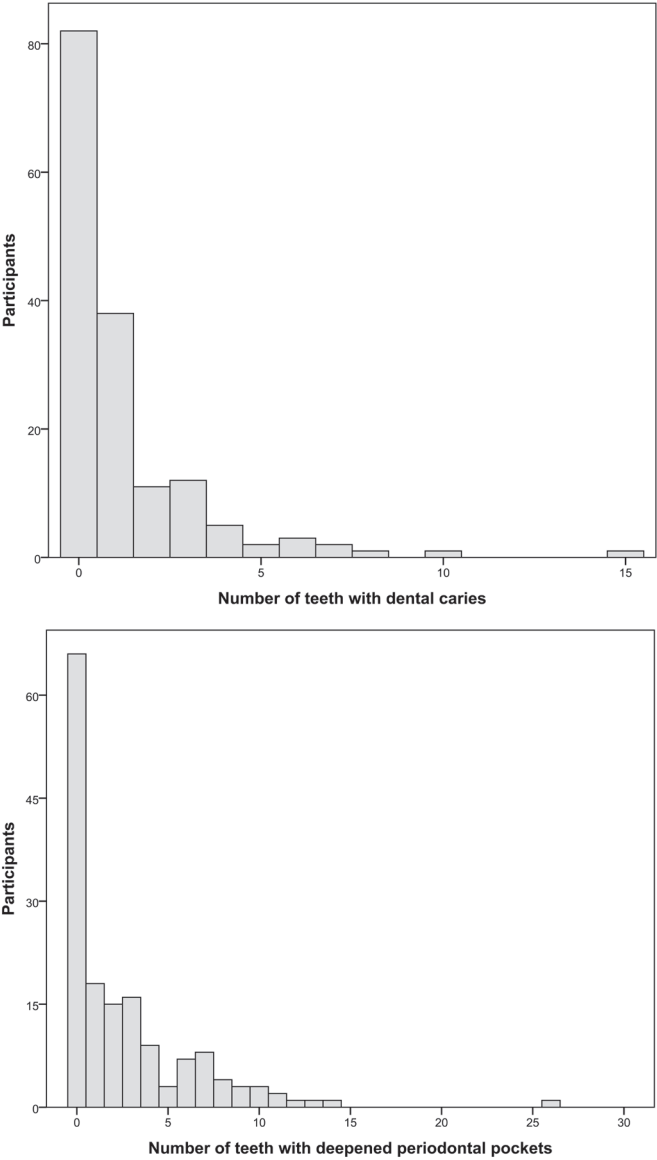 80
60
40
20
0
Participants
0 5 10 15
Number of teeth with dental caries
60
45
30
15
0
Participants
0 5 10 15 20 25 30
Number of teeth with deepened periodontal pockets